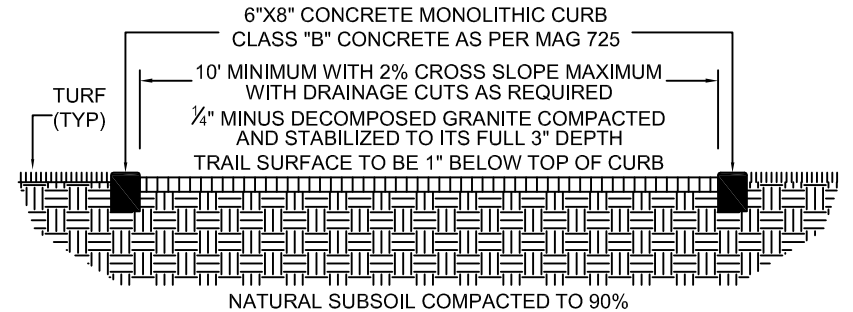 6"X8" CONCRETE MONOLITHIC CURB
CLASS "B" CONCRETE AS PER MAG 725
10' MINIMUM WITH 2% CROSS SLOPE MAXIMUM
WITH DRAINAGE CUTS AS REQUIRED
TURF
(TYP)
¼" MINUS DECOMPOSED GRANITE COMPACTED
AND STABILIZED TO ITS FULL 3" DEPTH
TRAIL SURFACE TO BE 1" BELOW TOP OF CURB
NATURAL SUBSOIL COMPACTED TO 90%